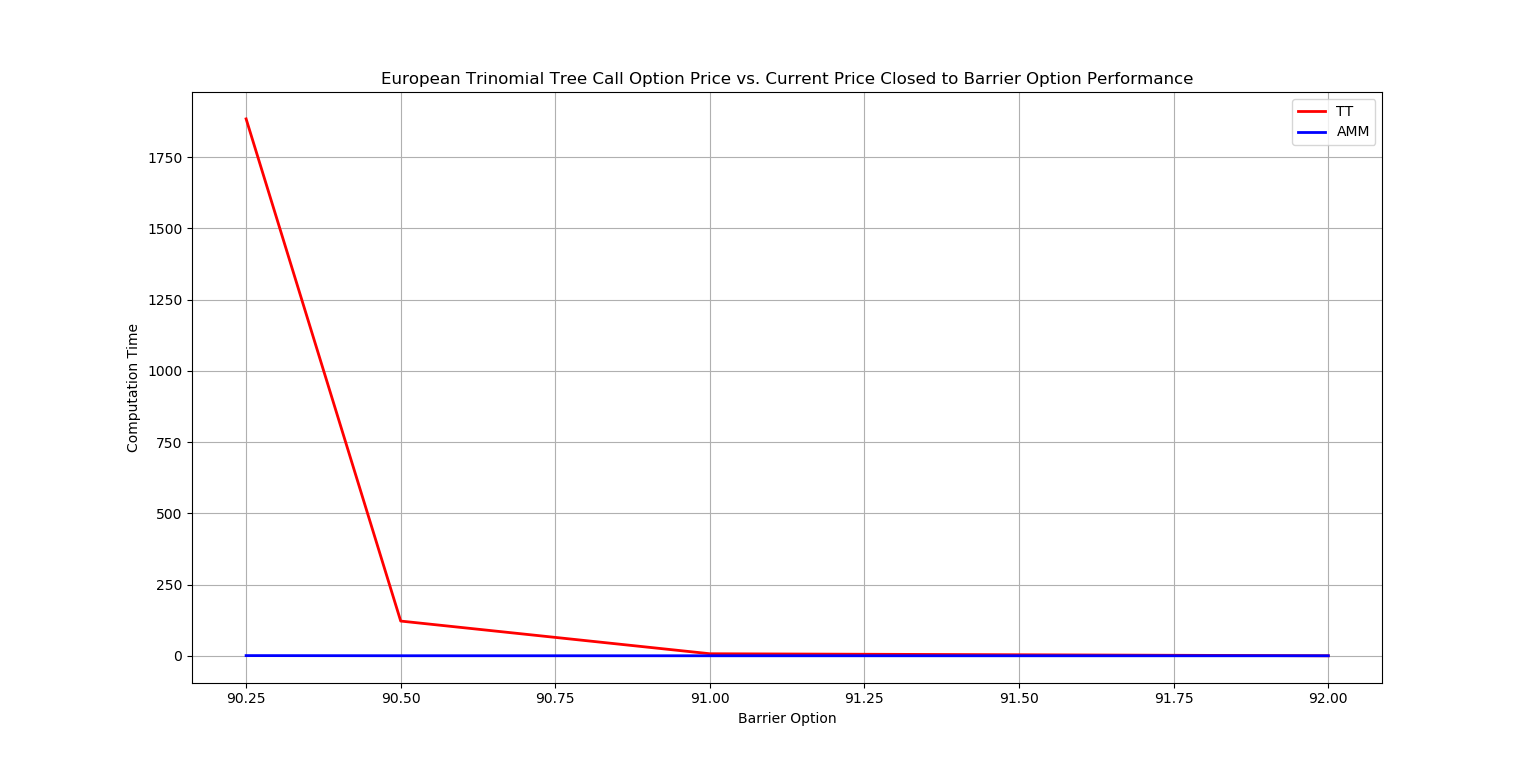 European Trinomial Tree Call Option Price vs. Current Price Closed to Barrier Option Performance
TT
AMM
Computation Time
1750
1500
1250
1000
750
500
250
0
90.25 90.50 90.75 91.00 91.25 91.50 91.75 92.00
Barrier Option